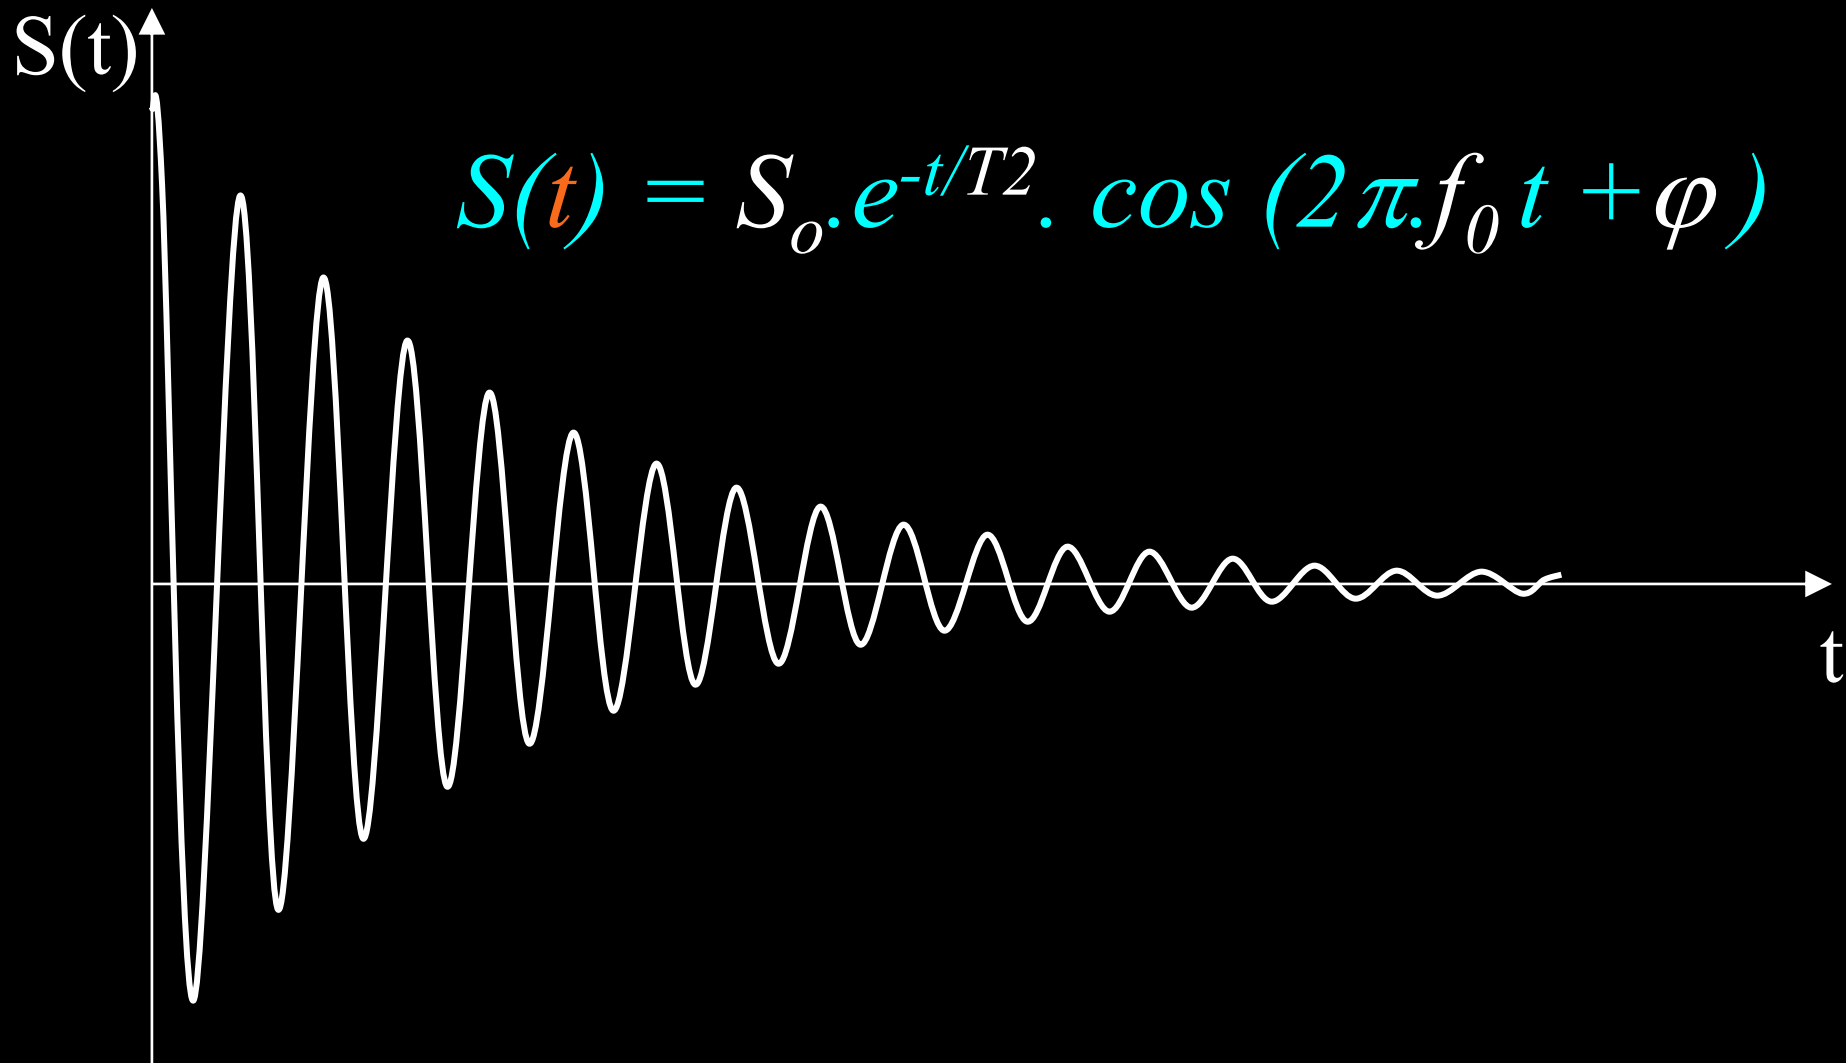 S(t)
S(t) = Sₒ.e^-t/T2. cos (2π.f₀ t +φ)
t